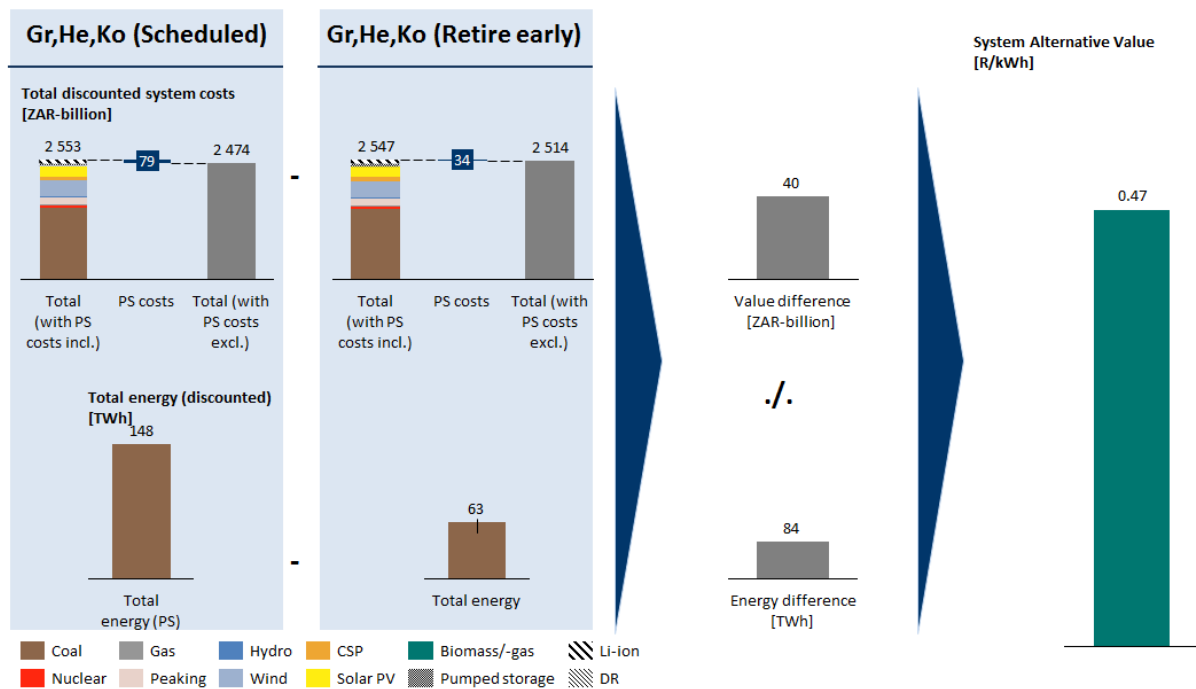 Gr,He,Ko (Scheduled)
Gr,He,Ko (Retire early)
System Alternative Value
[R/kWh]
Total discounted system costs
[ZAR-billion]
2 553
79
2 474
-
2 547
34
2 514
40
0.47
Total
(with PS
costs incl.)
PS costs
Total (with
PS costs
excl.)
Total
(with PS
costs incl.)
PS costs
Total (with
PS costs
excl.)
Value difference
[ZAR-billion]
./.
Total energy (discounted)
[TWh]
148
63
84
-
Total
energy (PS)
Total energy
Energy difference
[TWh]
Coal
Gas
Hydro
CSP
Biomass/-gas
Li-ion
Nuclear
Peaking
Wind
Solar PV
Pumped storage
DR